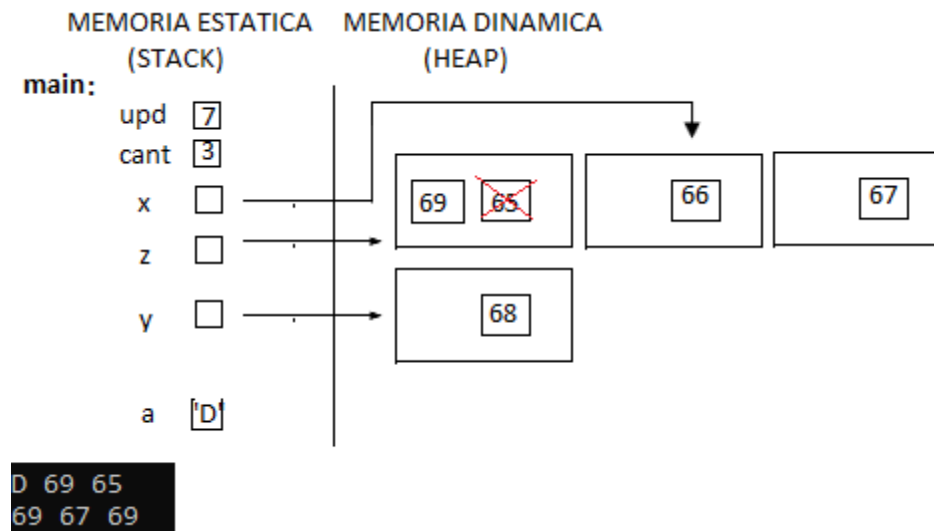 MEMORIA ESTATICA MEMORIA DINAMICA
(STACK) (HEAP)
main:
upd 7
cant 3
x 69 65 66 67
z
y 68
a 'D'
D 69 65
69 67 69